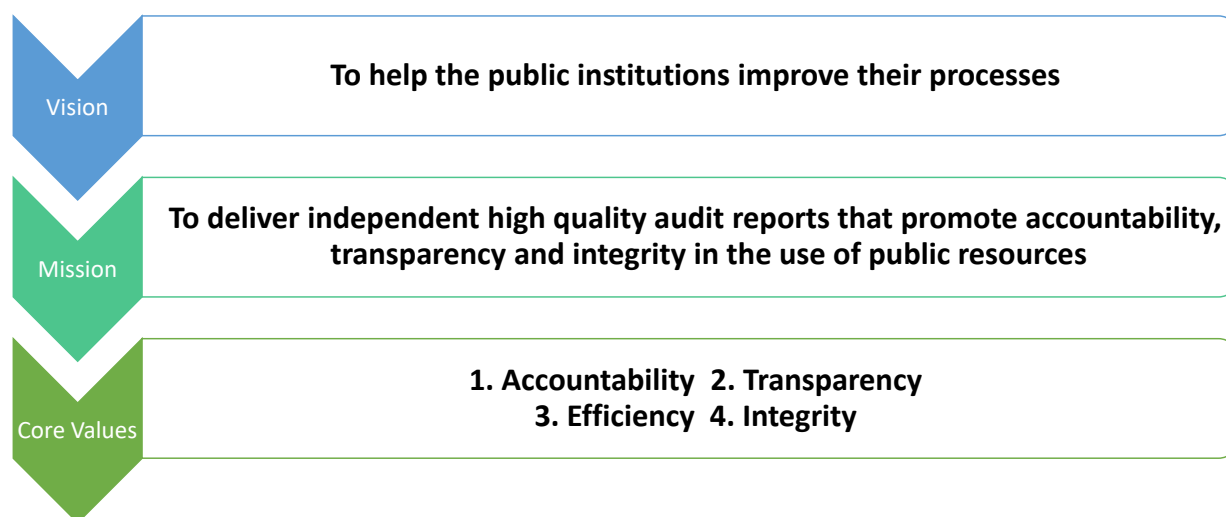 Vision
To help the public institutions improve their processes
Mission
To deliver independent high quality audit reports that promote accountability,
transparency and integrity in the use of public resources
Core Values
1. Accountability 2. Transparency
3. Efficiency 4. Integrity